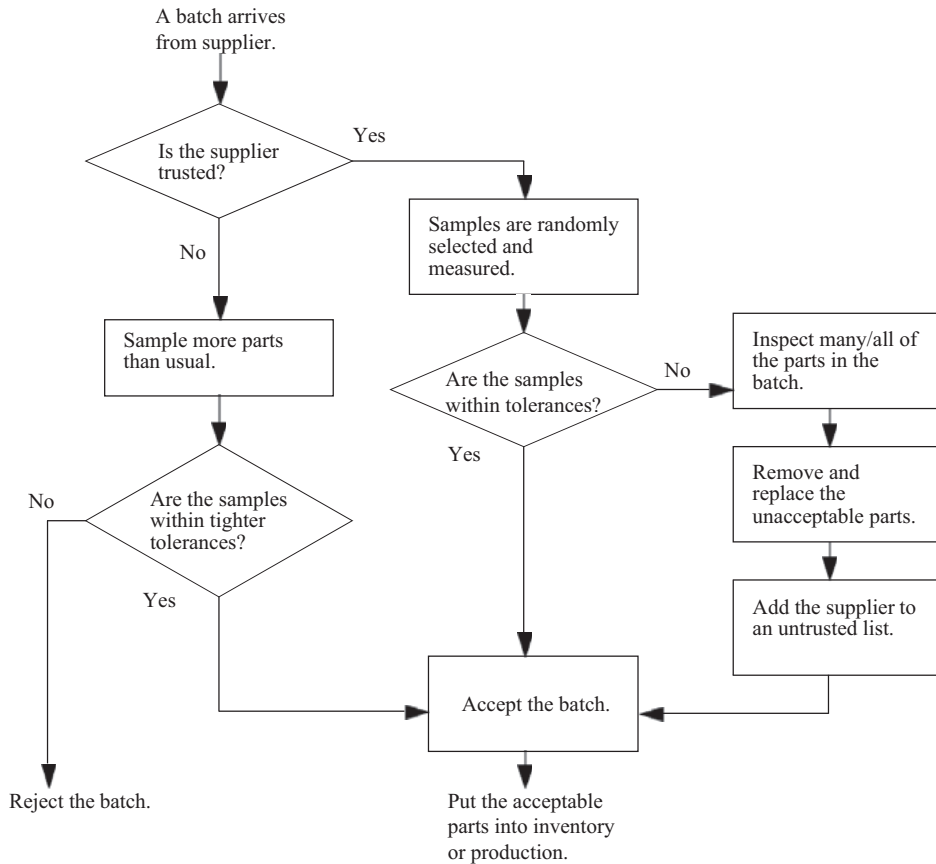 A batch arrives
from supplier.
Is the supplier
trusted?
Yes
No
Samples are randomly
selected and
measured.
Sample more parts
than usual.
Are the samples
within tolerances?
No
Yes
Inspect many/all of
the parts in the
batch.
Remove and
replace the
unacceptable parts.
Add the supplier to
an untrusted list.
No
Are the samples
within tighter
tolerances?
Yes
Accept the batch.
Reject the batch.
Put the acceptable
parts into inventory
or production.